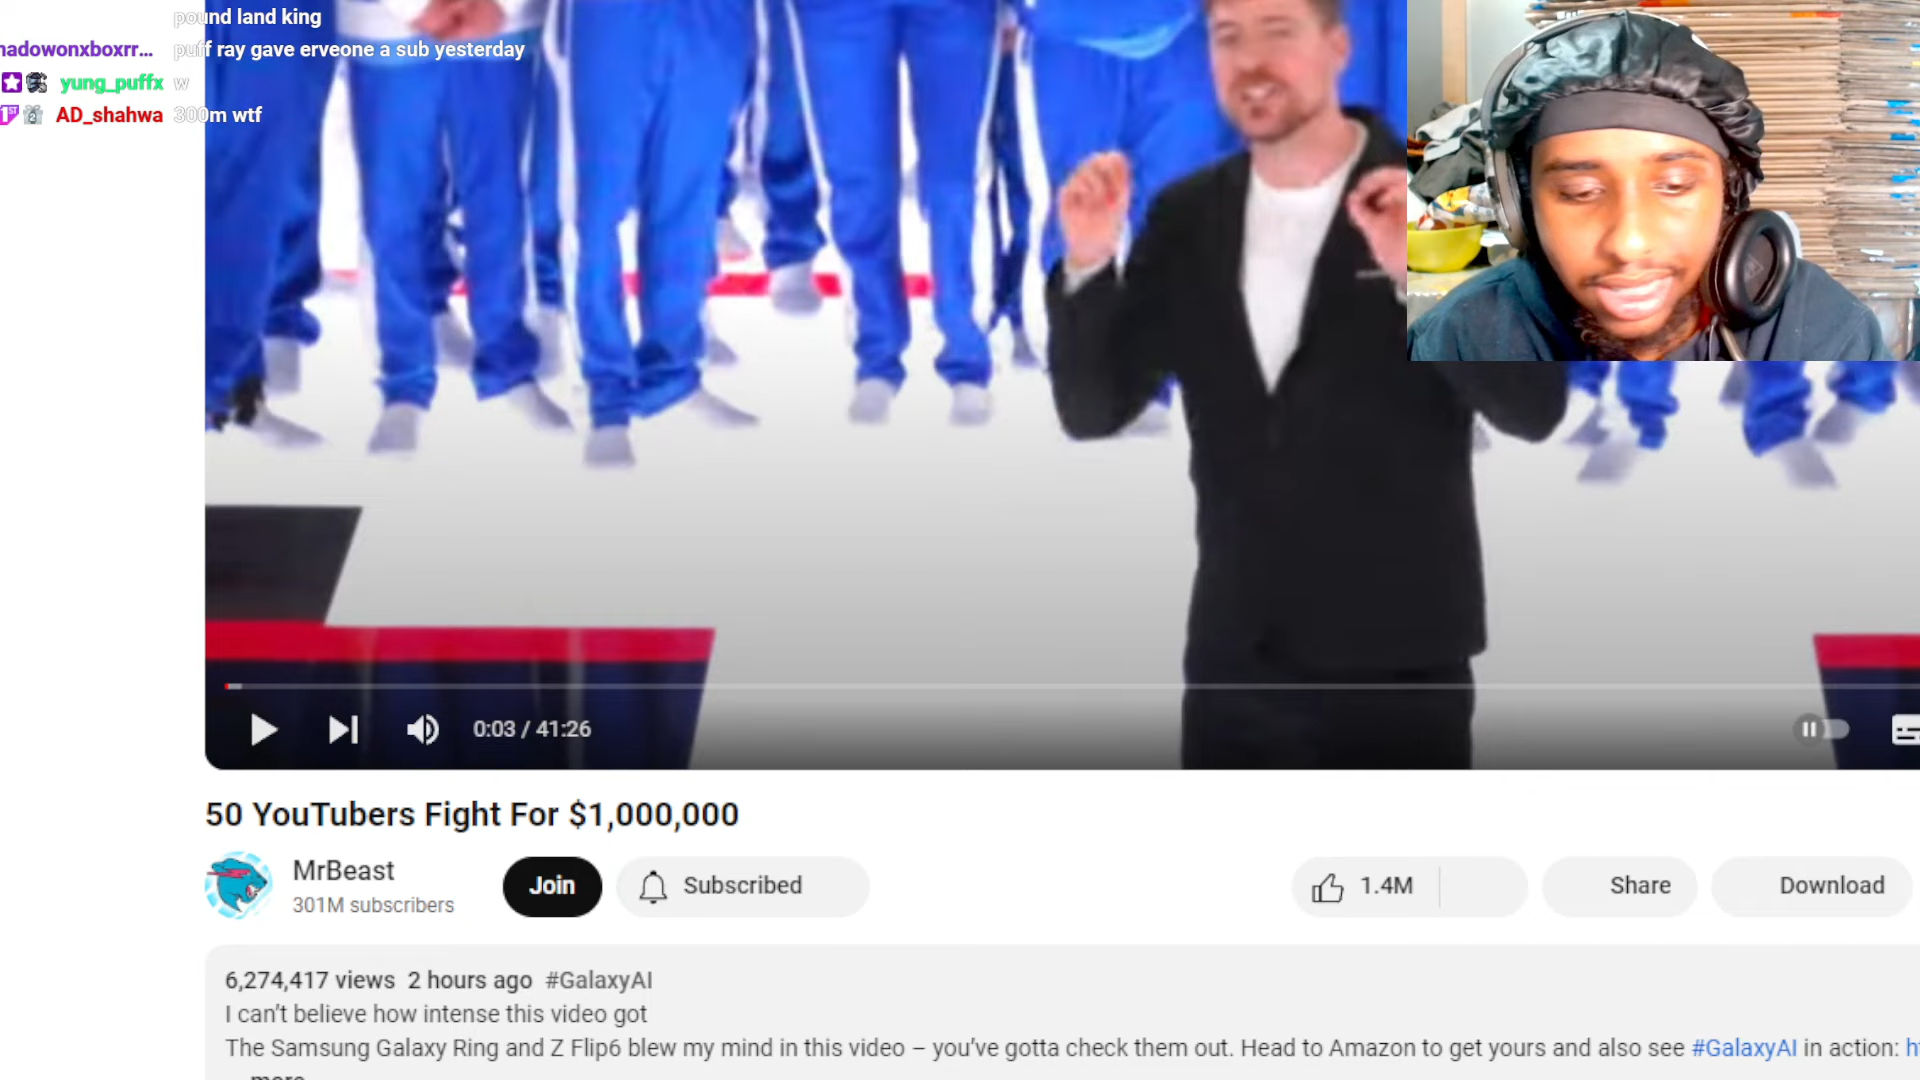 pound land king
puff ray gave erveone a sub yesterday
yung_puffx w
AD_shahwa 300m wtf
0:03 / 41:26
50 YouTubers Fight For $1,000,000
MrBeast
301M subscribers
Join
Subscribed
1.4M
Share
Download
6,274,417 views 2 hours ago #GalaxyAI
I can't believe how intense this video got
The Samsung Galaxy Ring and Z Flip6 blew my mind in this video – you've gotta check them out. Head to Amazon to get yours and also see #GalaxyAI in action: